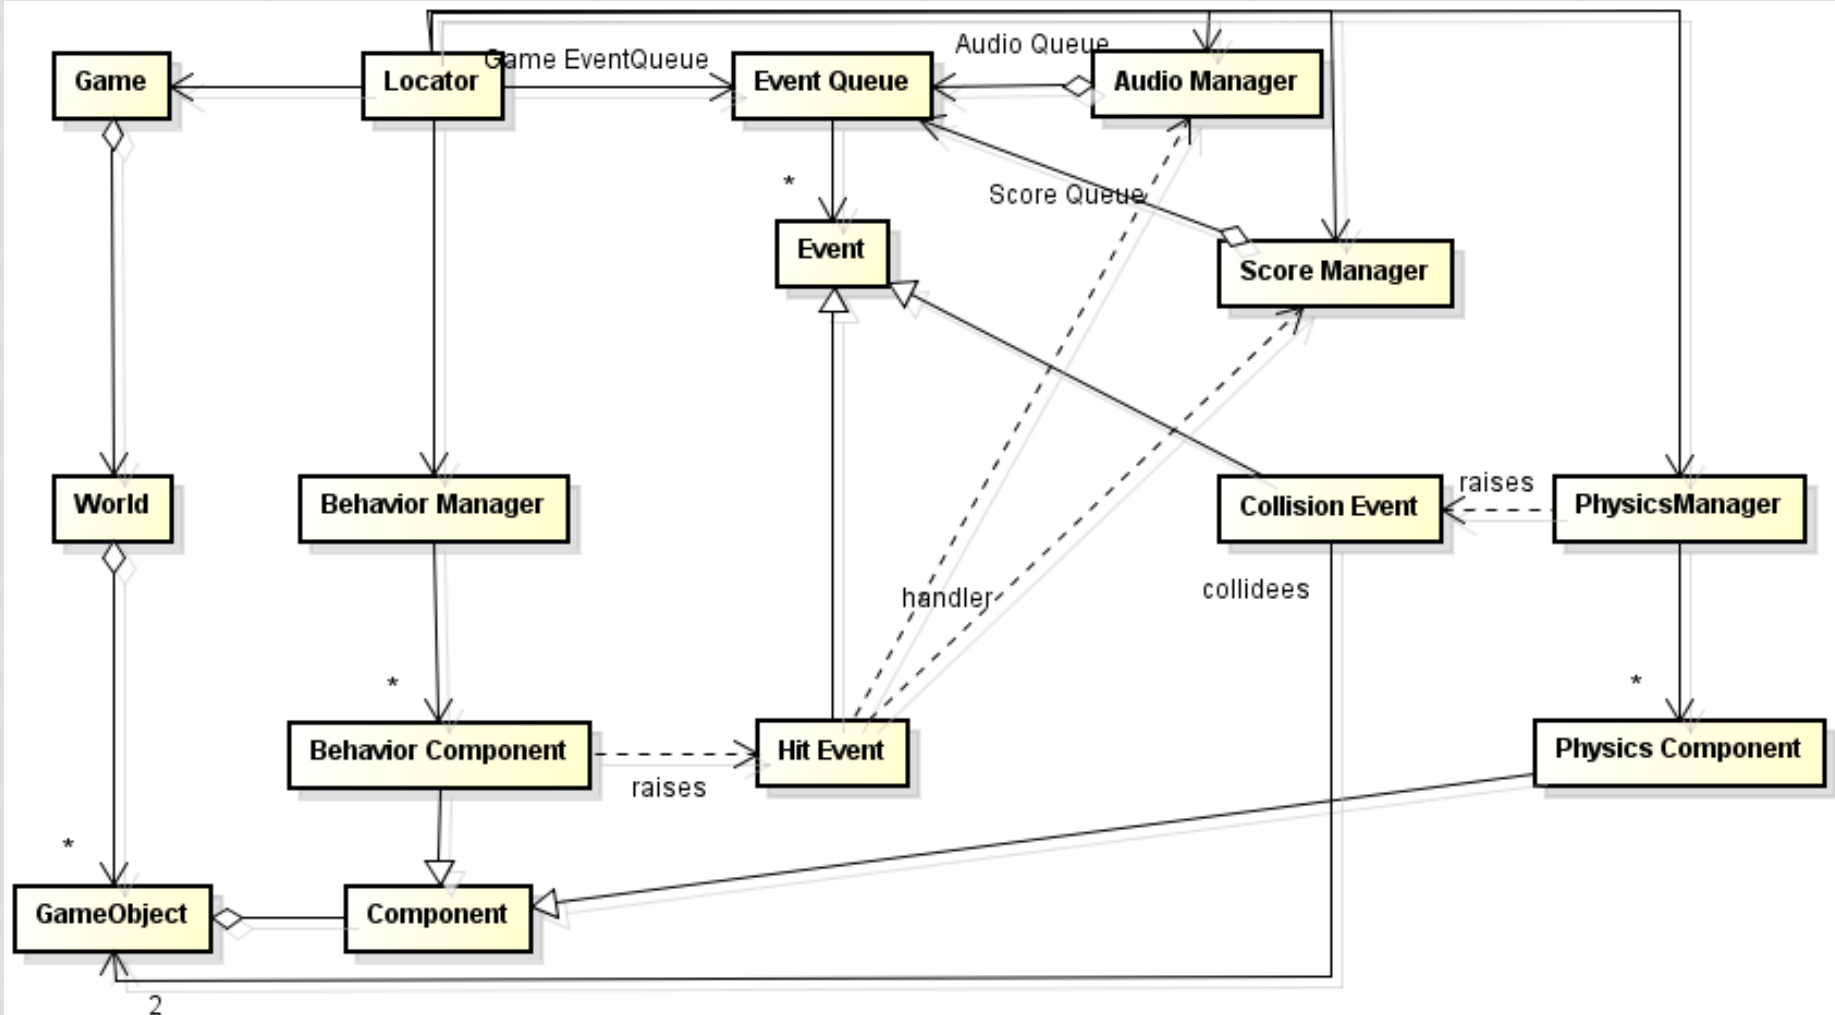 Game
Locator
Game EventQueue
Event Queue
Audio Queue
Audio Manager
*
Score Queue
Event
Score Manager
World
Behavior Manager
Collision Event
raises
PhysicsManager
handler
collidees
*
*
Behavior Component
raises
Hit Event
Physics Component
*
GameObject
Component
2